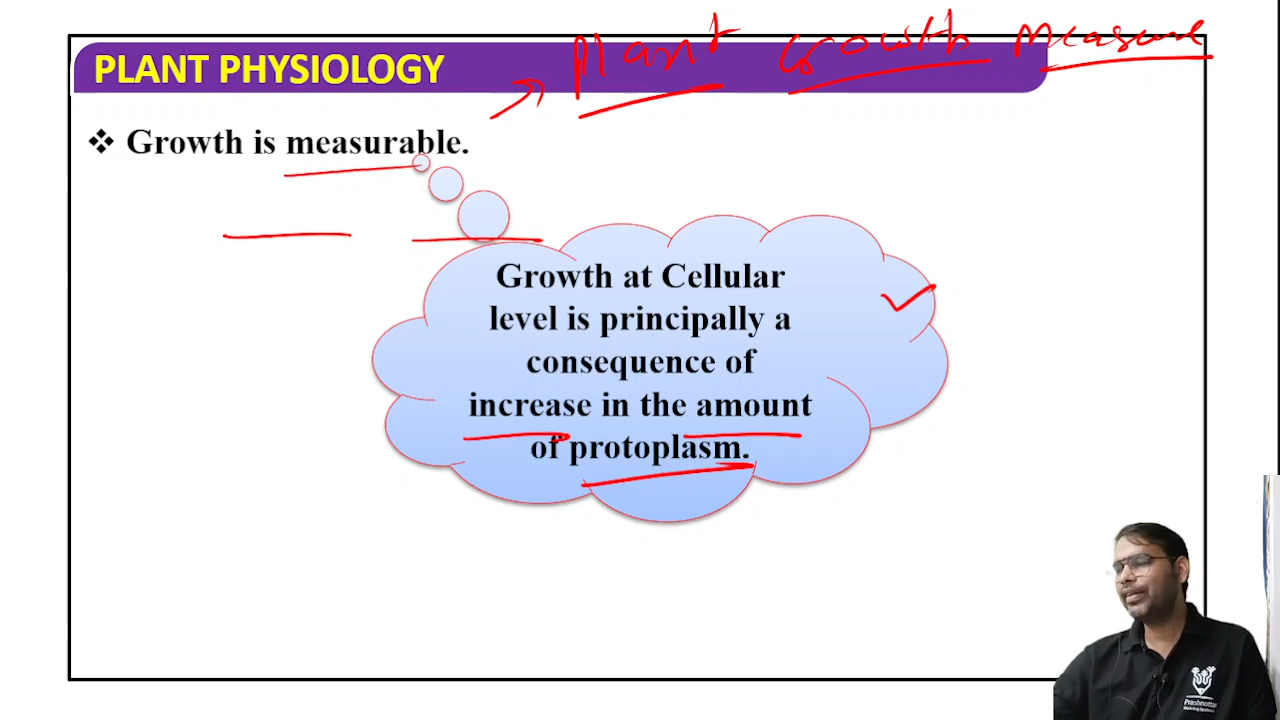 Plant Growth Measure
PLANT PHYSIOLOGY
❖ Growth is measurable.
Growth at Cellular
level is principally a
consequence of
increase in the amount
of protoplasm.
Prashnottar